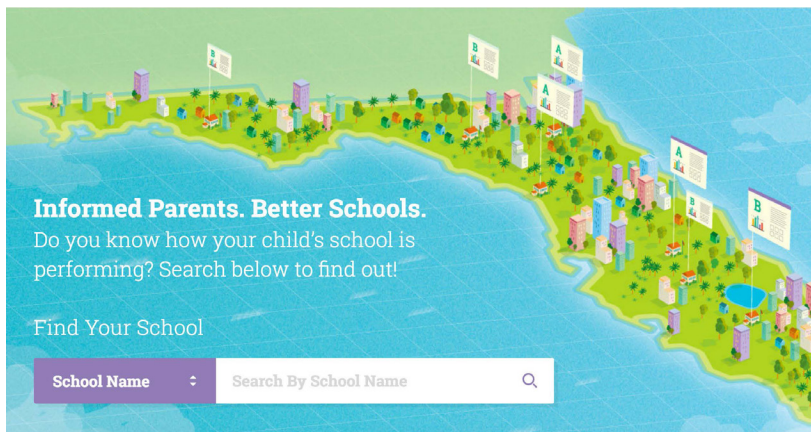 B
B
A
A
A
B
B
Informed Parents. Better Schools.
Do you know how your child's school is
performing? Search below to find out!
Find Your School
School Name
Search By School Name